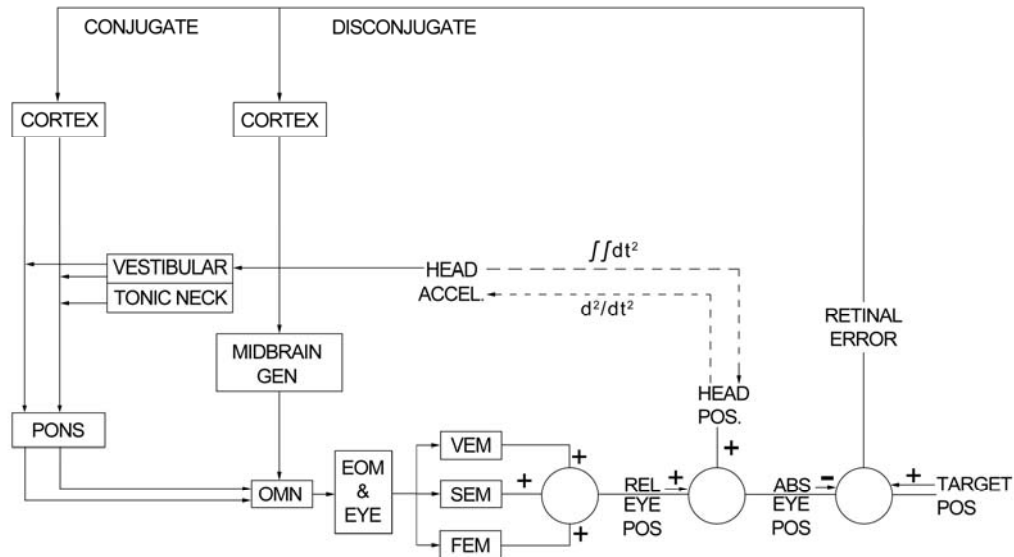 CONJUGATE
DISCONJUGATE
CORTEX
CORTEX
VESTIBULAR
TONIC NECK
HEAD
ACCEL.
∫∫dt²
d²/dt²
RETINAL
ERROR
MIDBRAIN
GEN
HEAD
POS.
PONS
OMN
EOM
&
EYE
VEM
SEM
FEM
+
+
+
REL
EYE
POS
+
+
ABS
EYE
POS
-
+
TARGET
POS